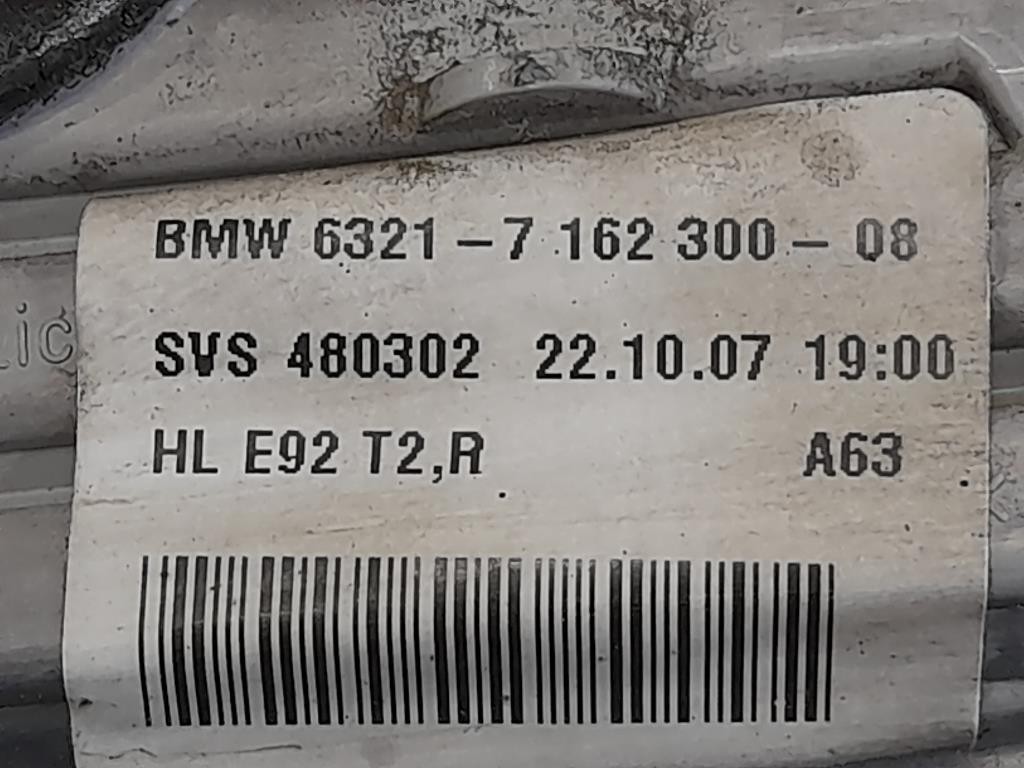 BMW 6321 - 7 162 300 - 08
SVS 480302 22.10.07 19:00
HL E92 T2,R A63